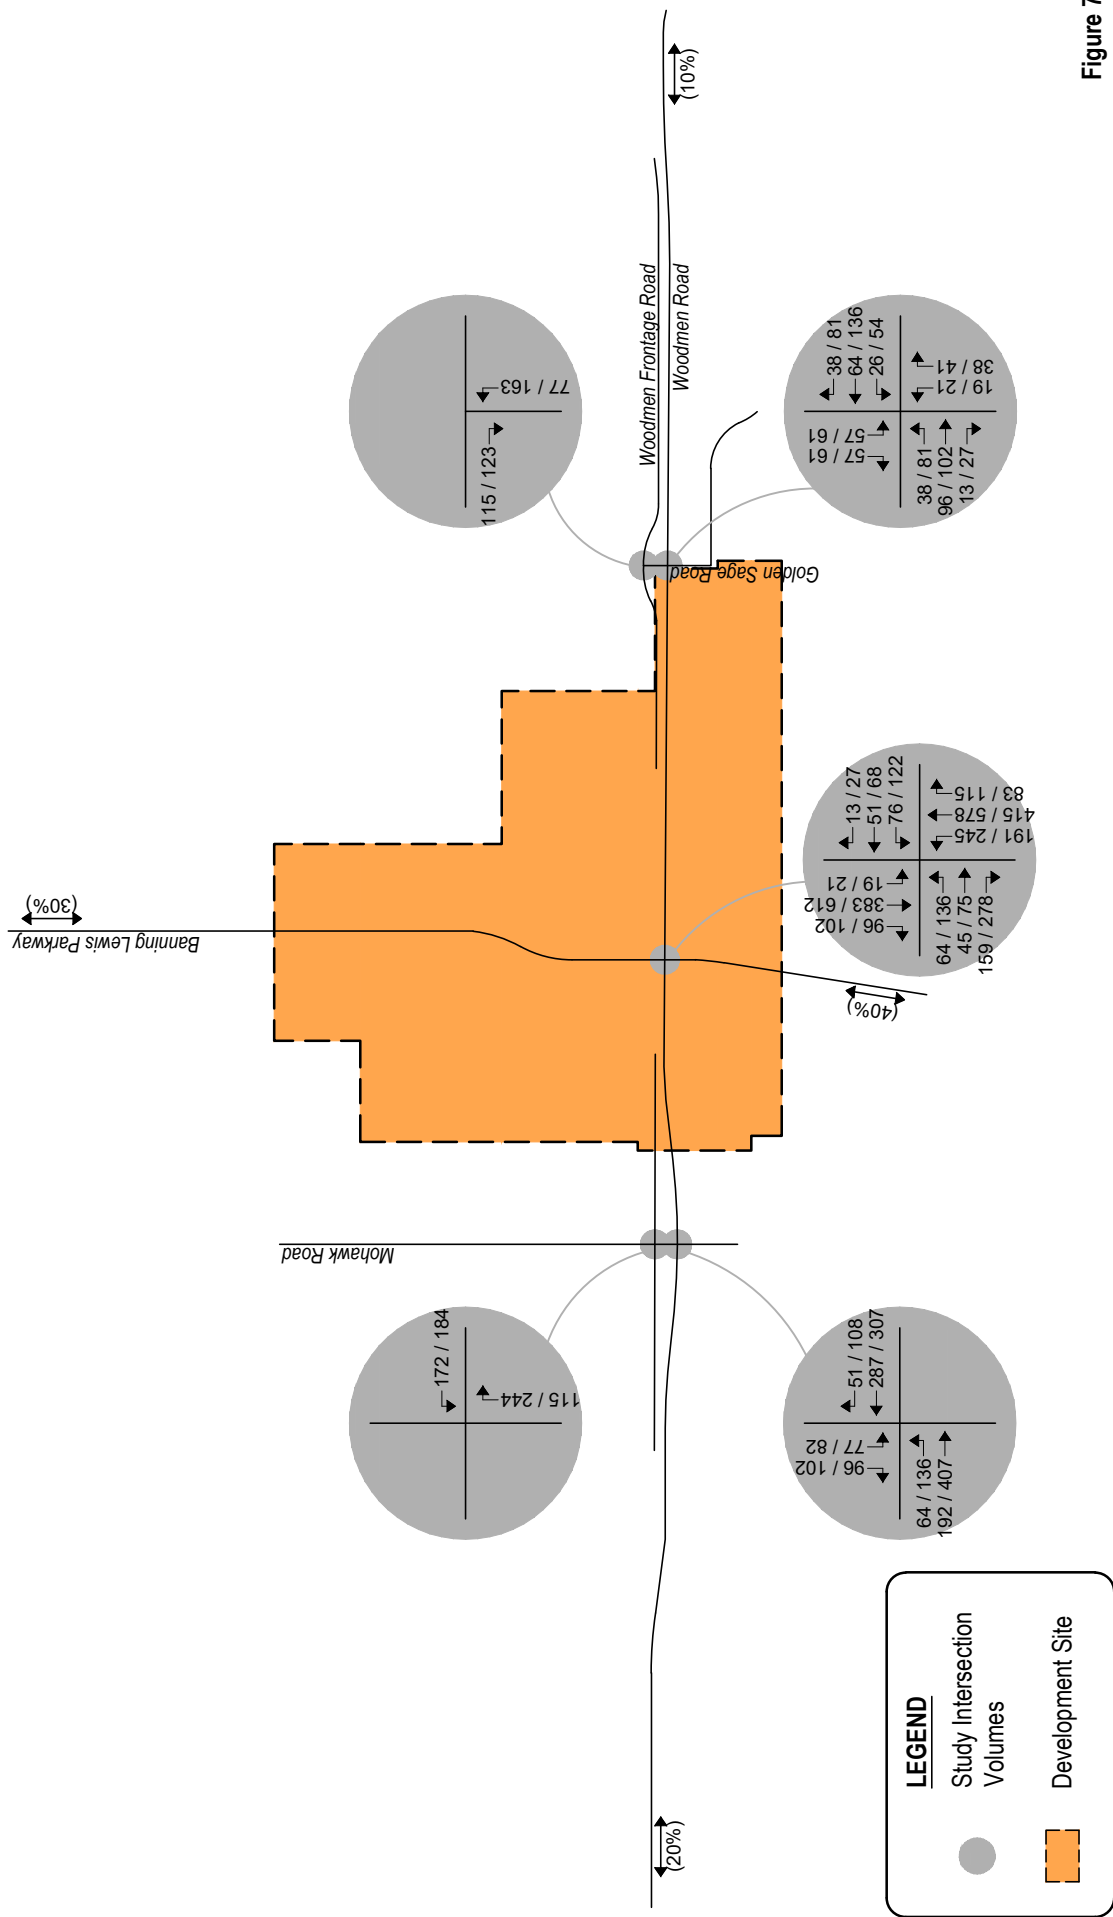 (30%)
Banning Lewis Parkway
Mohawk Road
Woodmen Frontage Road
Woodmen Road
Golden Sage Road
(20%)
(10%)
(40%)
172 / 184
115 / 244
115 / 123
77 / 163
96 / 102
77 / 82
51 / 108
287 / 307
64 / 136
192 / 407
96 / 102
383 / 612
19 / 21
13 / 27
51 / 68
76 / 122
64 / 136
45 / 75
159 / 278
191 / 245
415 / 578
83 / 115
57 / 61
57 / 61
38 / 81
64 / 136
26 / 54
38 / 81
96 / 102
13 / 27
19 / 21
38 / 41
LEGEND
Study Intersection
Volumes
Development Site
Figure 7